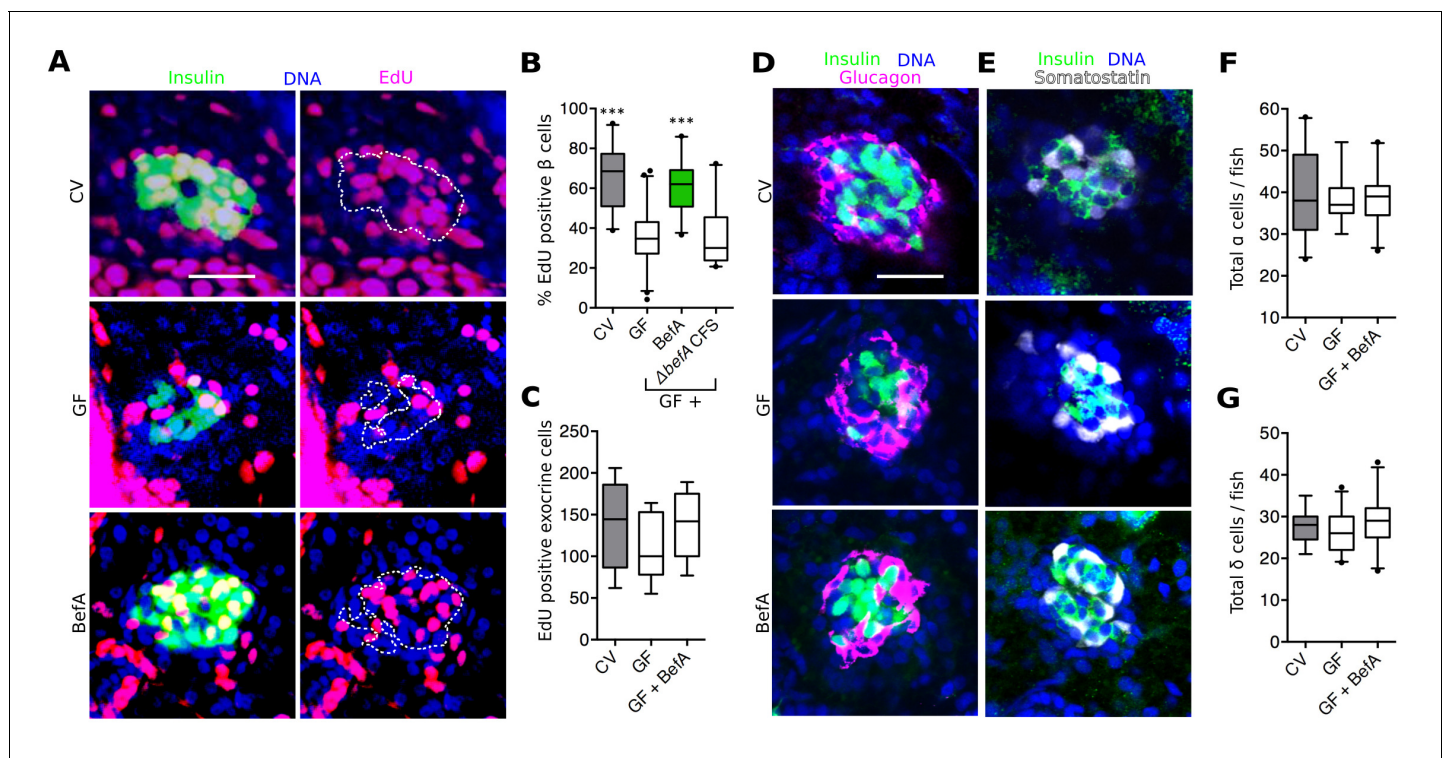 A
Insulin DNA EdU
CV
GF
BefA
B
% EdU positive β cells
100
80
60
40
20
0
***
***
CV
GF
BefA
ΔbefA CFS
GF +
C
EdU positive exocrine cells
250
200
150
100
50
0
CV
GF
GF + BefA
D
Insulin DNA
Glucagon
CV
GF
BefA
E
Insulin DNA
Somatostatin
F
Total α cells / fish
60
50
40
30
20
10
CV
GF
GF + BefA
G
Total δ cells / fish
50
40
30
20
10
0
CV
GF
GF + BefA